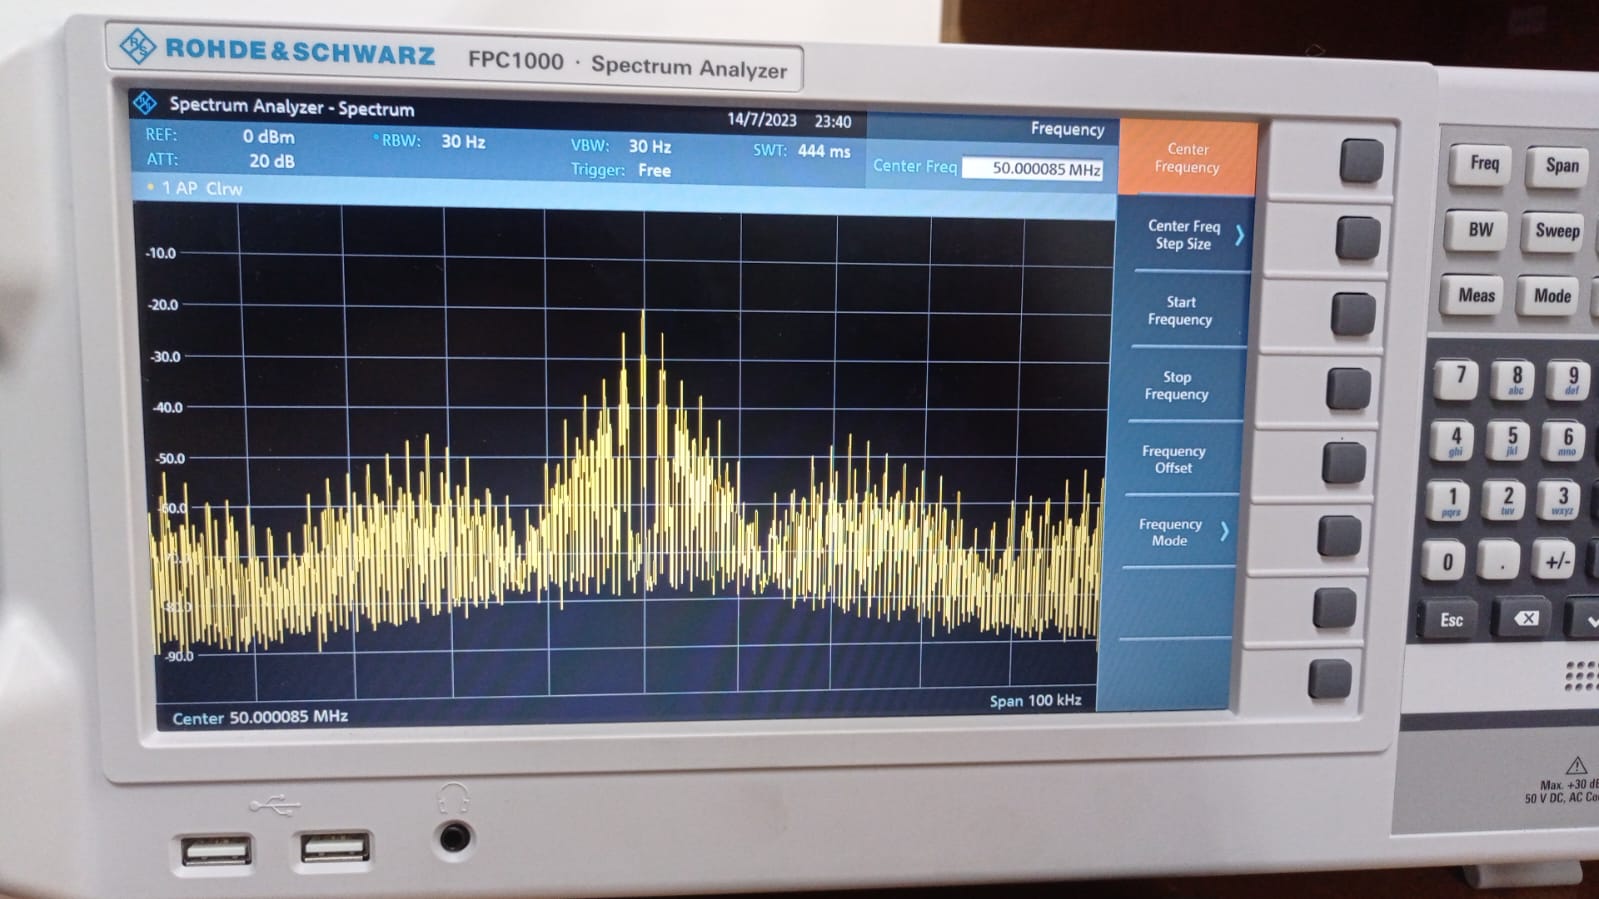 ROHDE & SCHWARZ FPC1000 · Spectrum Analyzer
Spectrum Analyzer - Spectrum
14/7/2023 23:40
REF: 0 dBm
ATT: 20 dB
RBW: 30 Hz
VBW: 30 Hz
Trigger: Free
SWT: 444 ms
Frequency
Center Freq 50.000085 MHz
1 AP Clrw
-10.0
-20.0
-30.0
-40.0
-50.0
-60.0
-70.0
-80.0
-90.0
Center 50.000085 MHz
Span 100 kHz
Center
Frequency
Center Freq
Step Size
Start
Frequency
Stop
Frequency
Frequency
Offset
Frequency
Mode
Freq Span
BW Sweep
Meas Mode
7 8 abc 9 def
4 ghi 5 jkl 6 mno
1 pqrs 2 tuv 3 wxyz
0 . +/-
Esc
Max. +30
50 V DC, AC